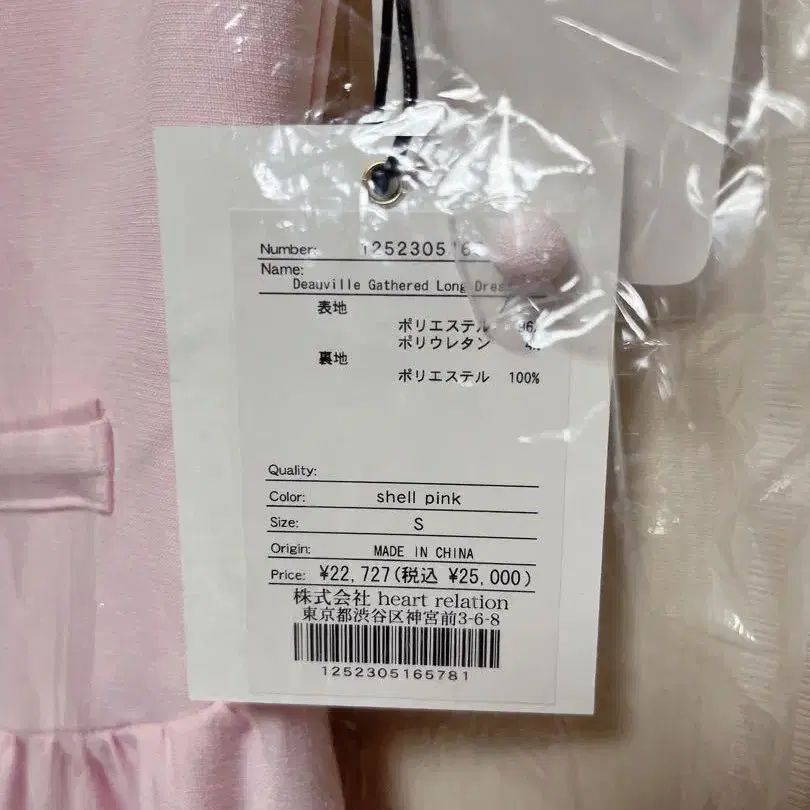 Number:
Name:
Deauville Gathered Long
表地
ポリエステル
ポリウレタン
裏地
ポリエステル 100%
Quality:
Color: shell pink
Size: S
Origin: MADE IN CHINA
Price: ¥22,727(税込 ¥25,000)
株式会社 heart relation
東京都渋谷区神宮前3-6-8
1252305165781